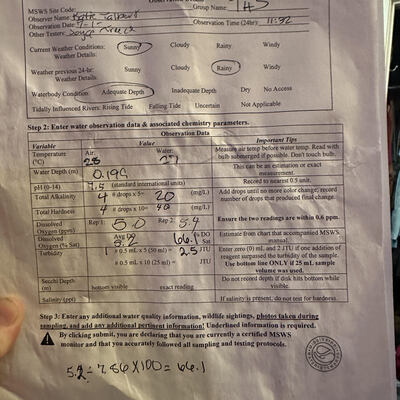 MSWS Site Code:
Group Name: 143
Observer Name:
Observation Date:
Observation Time (24hr): 11:32
Other Testers:
Current Weather Conditions: Sunny Cloudy Rainy Windy
Weather Details:
Weather previous 24-hr: Sunny Cloudy Rainy Windy
Weather Details
Waterbody Condition Adequate Depth Inadequate Depth Dry No Access
Tidally Influenced Rivers: Rising Tide Falling Tide Uncertain Not Applicable
Step 2: Enter water observation data & associated chemistry parameters.
Observation Data
Variable Value Important Tips
Temperature (°C) Air: 28 Water: 27 Measure air temp before water temp. Read with bulb submerged if possible. Don't touch bulb.
Water Depth (m) 0.196 This can be an estimation or exact measurement.
pH (0-14) 7.5 (standard international units) Record to nearest 0.5 unit.
Total Alkalinity 4 # drops x 5= 20 (mg/L) Add drops until no more color change; record number of drops that produced final change.
Total Hardness 4 # drops x 10= 40 (mg/L)
Dissolved Oxygen (ppm) Rep 1: 5.0 Rep 2: 5.4 Ensure the two readings are within 0.6 ppm.
Dissolved Oxygen (% Sat) Avg DO 5.2 66.1 % DO Sat Estimate from chart that accompanied MSWS manual.
Turbidity 1 # 0.5 mL x 5 (50 ml) = 2.5 JTU Enter zero (0) mL and 2 JTU if one addition of reagent surpassed the turbidity of the sample.
# 0.5 mL x 10 (25 ml) = JTU Use bottom line ONLY if 25 mL sample volume was used.
Secchi Depth (m) bottom visible exact reading Do not record depth if disk hits bottom while visible.
Salinity (ppt) If salinity is present, do not test for hardness.
Step 3: Enter any additional water quality information, wildlife sightings, photos taken during
sampling, and add any additional pertinent information! Underlined information is required.
By clicking submit, you are declaring that you are currently a certified MSWS
monitor and that you accurately followed all sampling and testing protocols.
5.2 ÷ 7.86 X 100 = 66.1